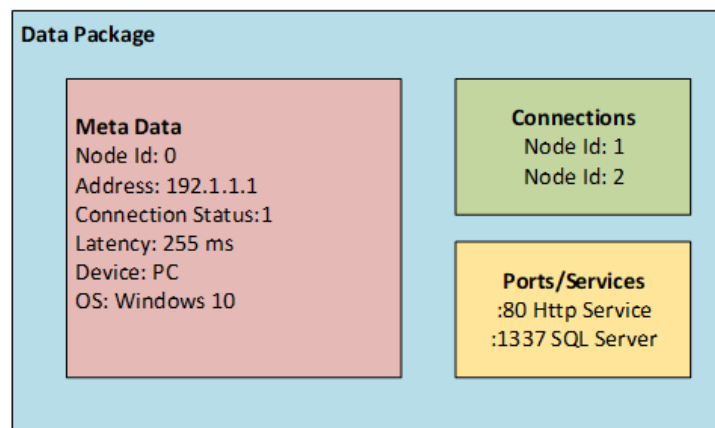 Data Package
Meta Data
Node Id: 0
Address: 192.1.1.1
Connection Status:1
Latency: 255 ms
Device: PC
OS: Windows 10
Connections
Node Id: 1
Node Id: 2
Ports/Services
:80 Http Service
:1337 SQL Server